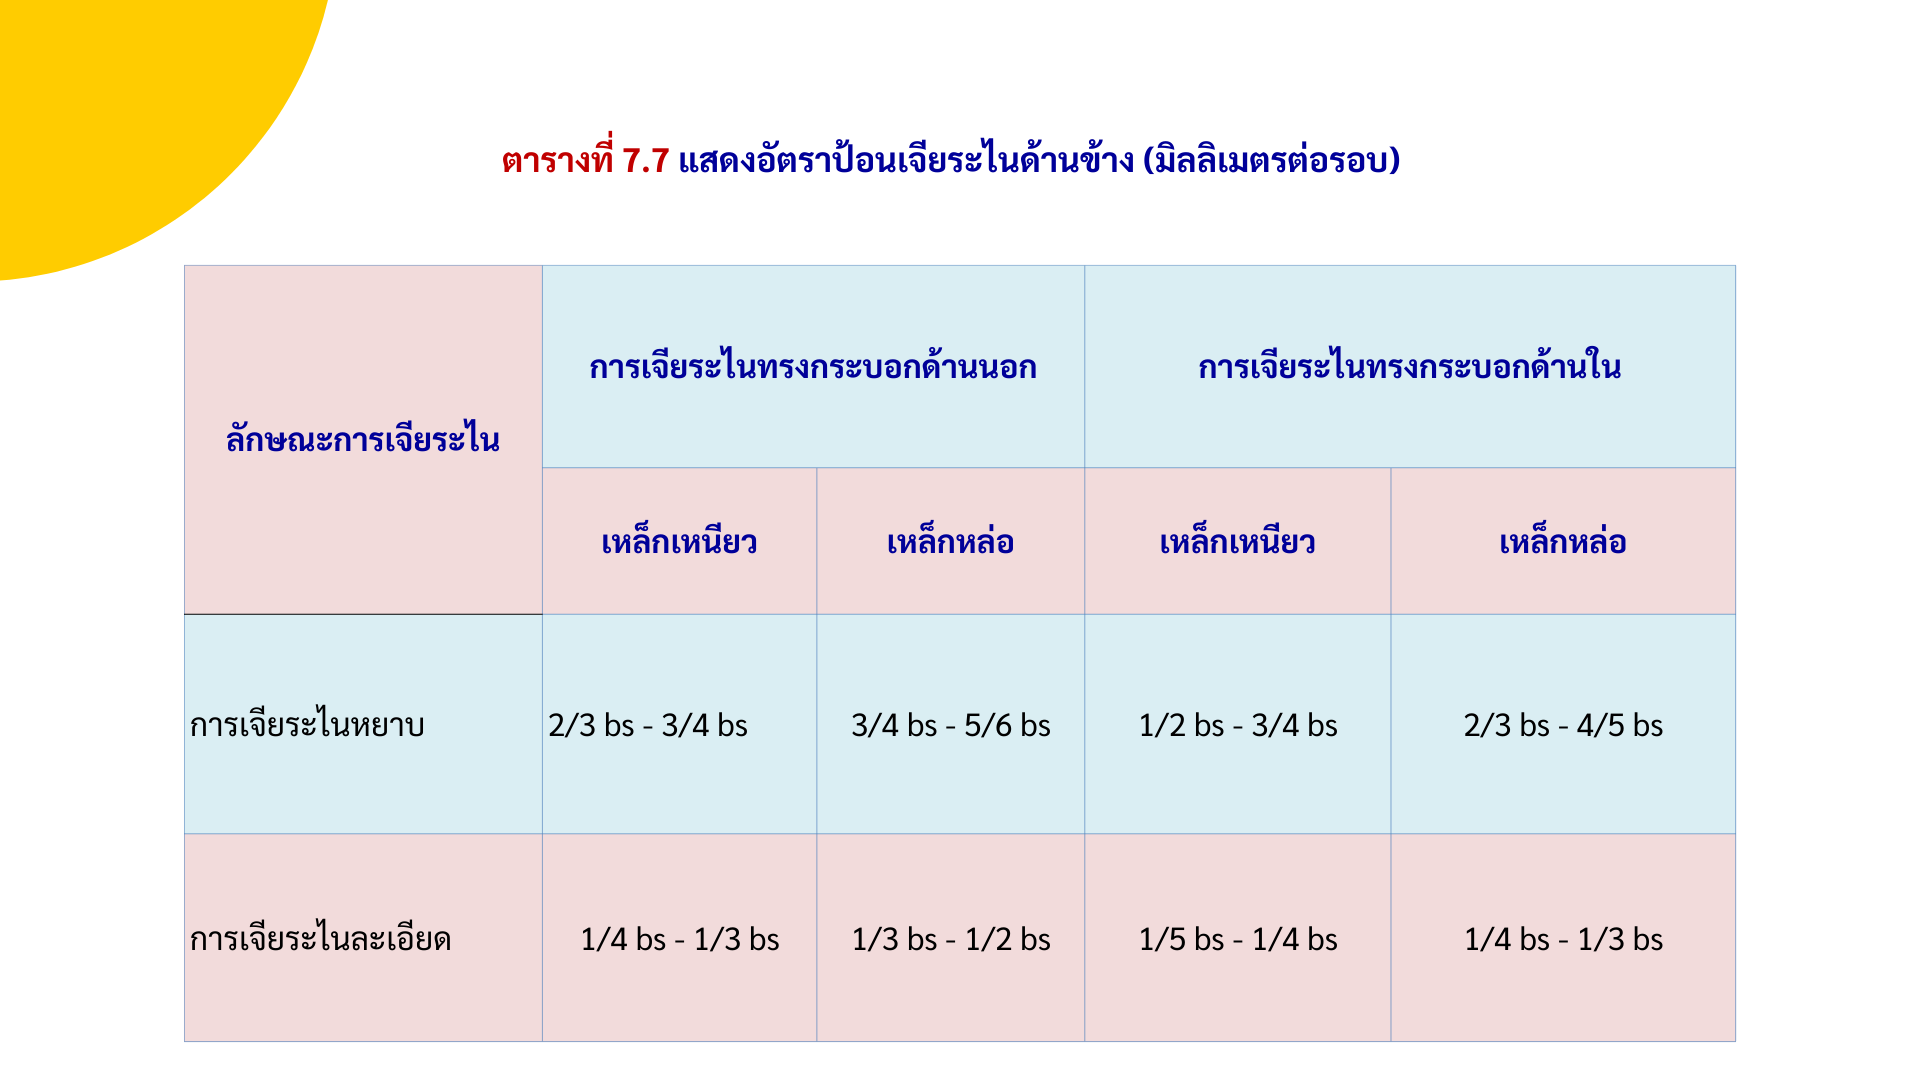 ตารางที่ 7.7 แสดงอัตราป้อนเจียระไนด้านข้าง (มิลลิเมตรต่อรอบ)
ลักษณะการเจียระไน
การเจียระไนทรงกระบอกด้านนอก
การเจียระไนทรงกระบอกด้านใน
เหล็กเหนียว
เหล็กหล่อ
เหล็กเหนียว
เหล็กหล่อ
การเจียระไนหยาบ
2/3 bs - 3/4 bs
3/4 bs - 5/6 bs
1/2 bs - 3/4 bs
2/3 bs - 4/5 bs
การเจียระไนละเอียด
1/4 bs - 1/3 bs
1/3 bs - 1/2 bs
1/5 bs - 1/4 bs
1/4 bs - 1/3 bs